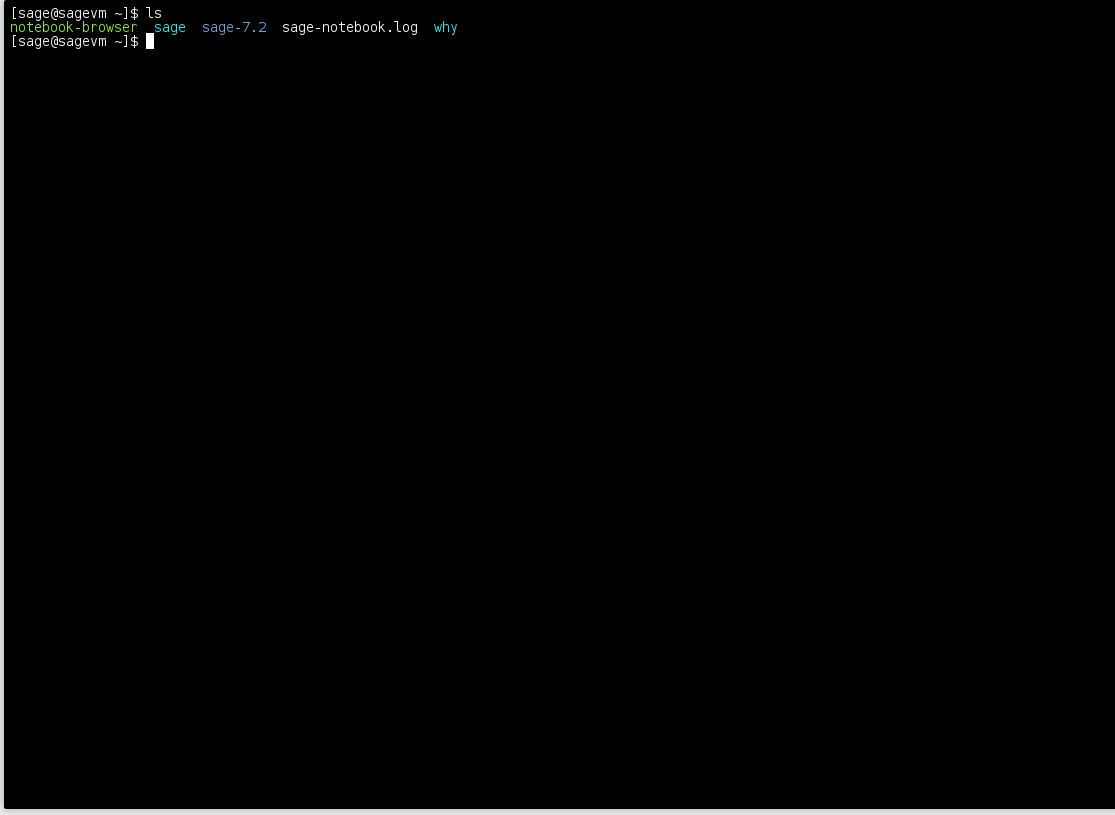 [sage@sagevm ~]$ ls
notebook-browser  sage  sage-7.2  sage-notebook.log  why
[sage@sagevm ~]$